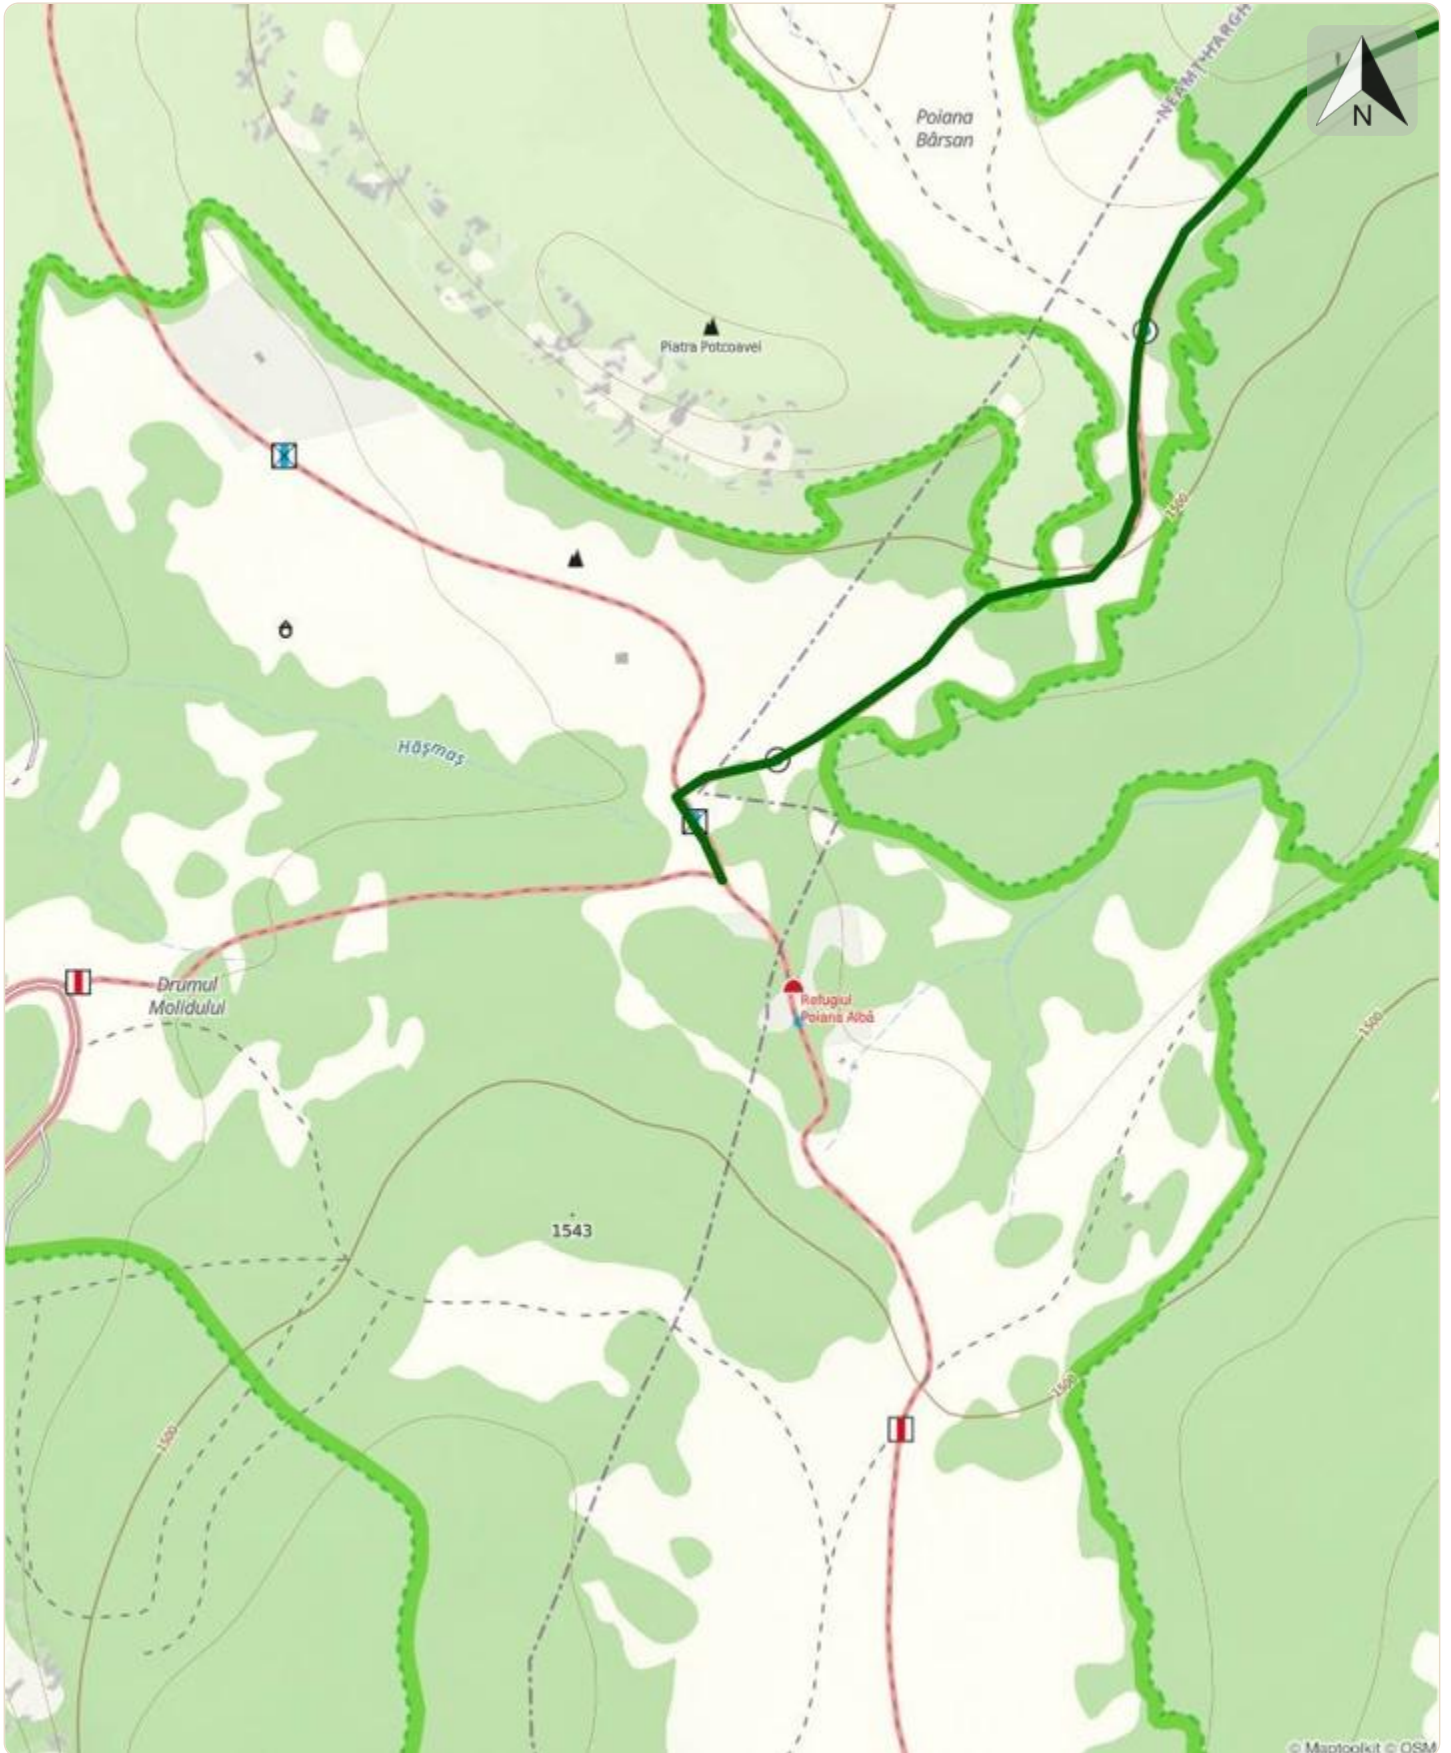 NEAMȚ-HARGH
N
Poiana
Bârsan
Piatra Potcoavei
1500
Hășmaș
Drumul
Molidului
Refugiul
Poiana Albă
1500
1543
1500
1500
© Maptoolkit © OSM